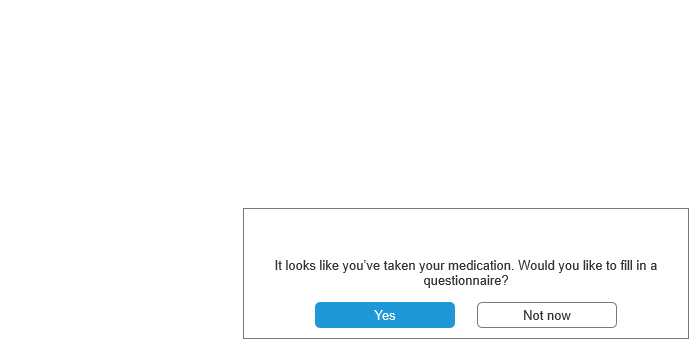 It looks like you've taken your medication. Would you like to fill in a
questionnaire?
Yes
Not now